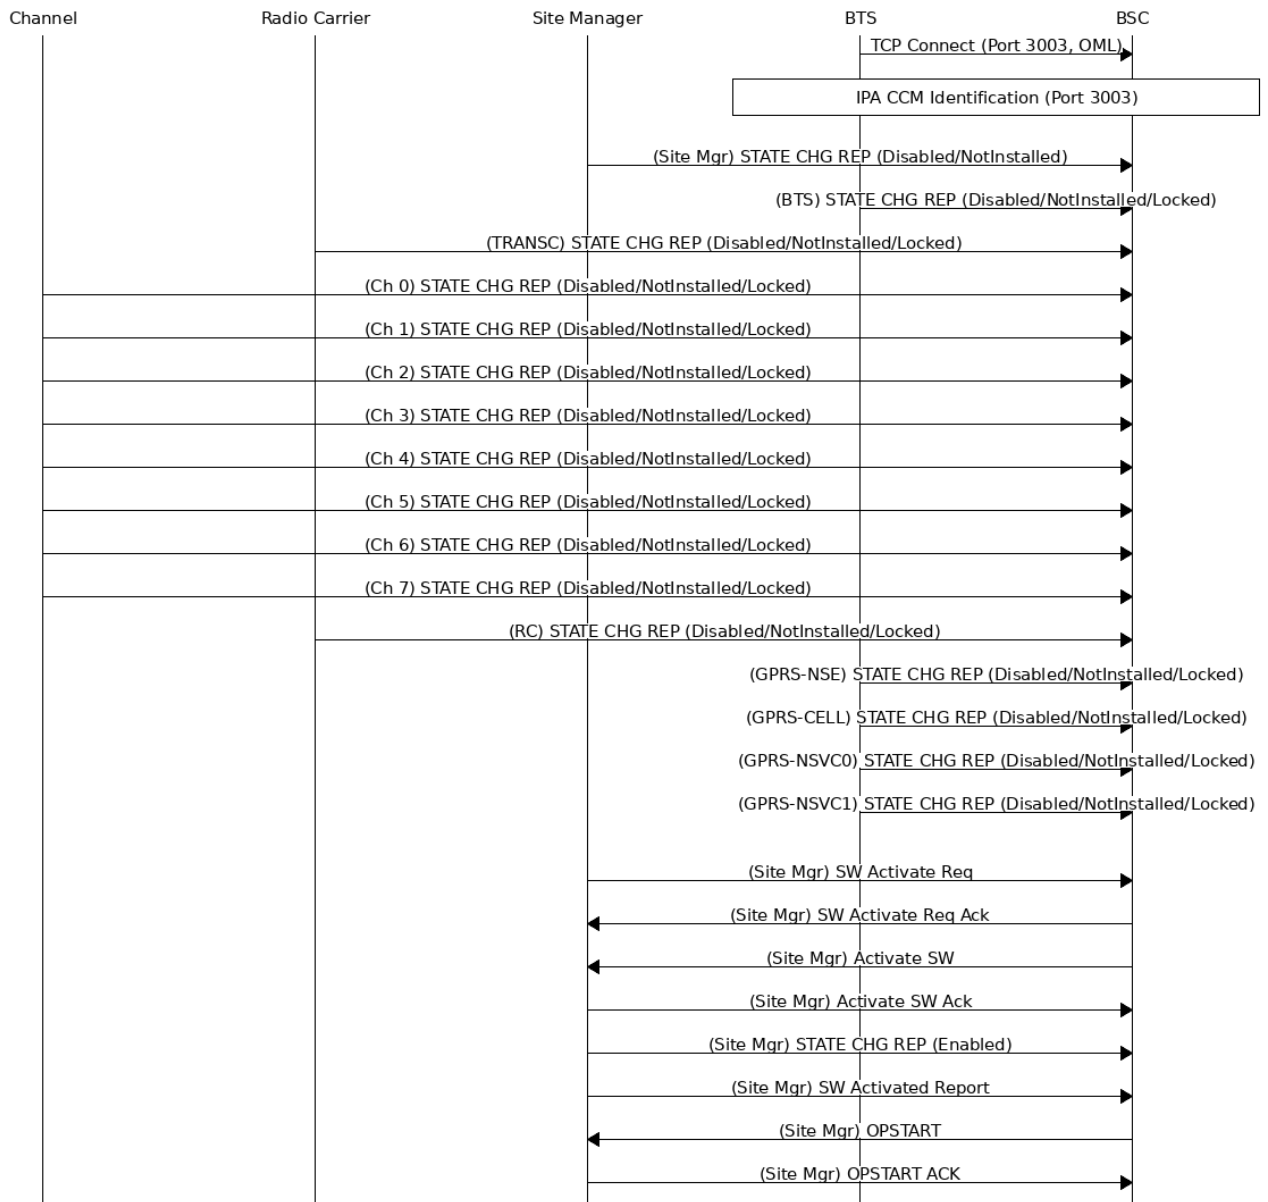 Channel Radio Carrier Site Manager BTS BSC
TCP Connect (Port 3003, OML)
IPA CCM Identification (Port 3003)
(Site Mgr) STATE CHG REP (Disabled/NotInstalled)
(BTS) STATE CHG REP (Disabled/NotInstalled/Locked)
(TRANSC) STATE CHG REP (Disabled/NotInstalled/Locked)
(Ch 0) STATE CHG REP (Disabled/NotInstalled/Locked)
(Ch 1) STATE CHG REP (Disabled/NotInstalled/Locked)
(Ch 2) STATE CHG REP (Disabled/NotInstalled/Locked)
(Ch 3) STATE CHG REP (Disabled/NotInstalled/Locked)
(Ch 4) STATE CHG REP (Disabled/NotInstalled/Locked)
(Ch 5) STATE CHG REP (Disabled/NotInstalled/Locked)
(Ch 6) STATE CHG REP (Disabled/NotInstalled/Locked)
(Ch 7) STATE CHG REP (Disabled/NotInstalled/Locked)
(RC) STATE CHG REP (Disabled/NotInstalled/Locked)
(GPRS-NSE) STATE CHG REP (Disabled/NotInstalled/Locked)
(GPRS-CELL) STATE CHG REP (Disabled/NotInstalled/Locked)
(GPRS-NSVC0) STATE CHG REP (Disabled/NotInstalled/Locked)
(GPRS-NSVC1) STATE CHG REP (Disabled/NotInstalled/Locked)
(Site Mgr) SW Activate Req
(Site Mgr) SW Activate Req Ack
(Site Mgr) Activate SW
(Site Mgr) Activate SW Ack
(Site Mgr) STATE CHG REP (Enabled)
(Site Mgr) SW Activated Report
(Site Mgr) OPSTART
(Site Mgr) OPSTART ACK